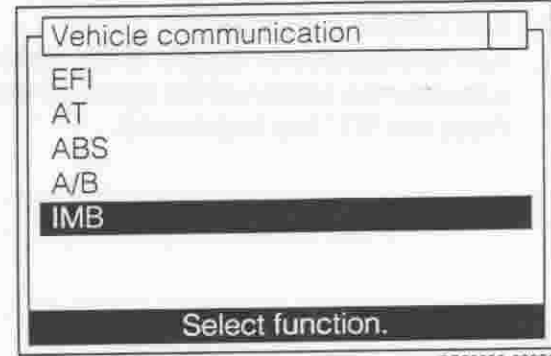 Vehicle communication
EFI
AT
ABS
A/B
IMB
Select function.